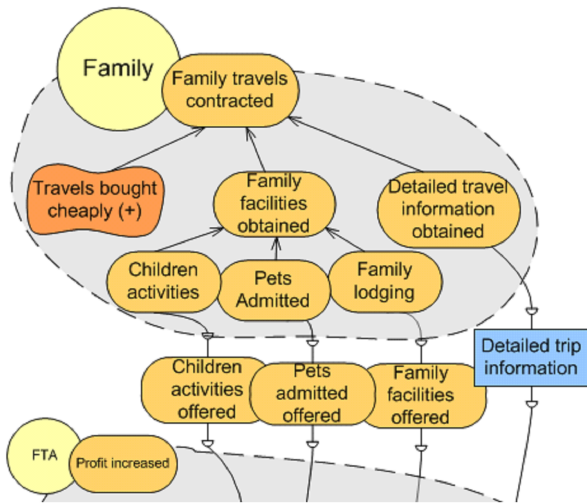 Family
Family travels
contracted
Travels bought
cheaply (+)
Family
facilities
obtained
Detailed travel
information
obtained
Children
activities
Pets
Admitted
Family
lodging
Children
activities
offered
Pets
admitted
offered
Family
facilities
offered
Detailed trip
information
FTA
Profit increased